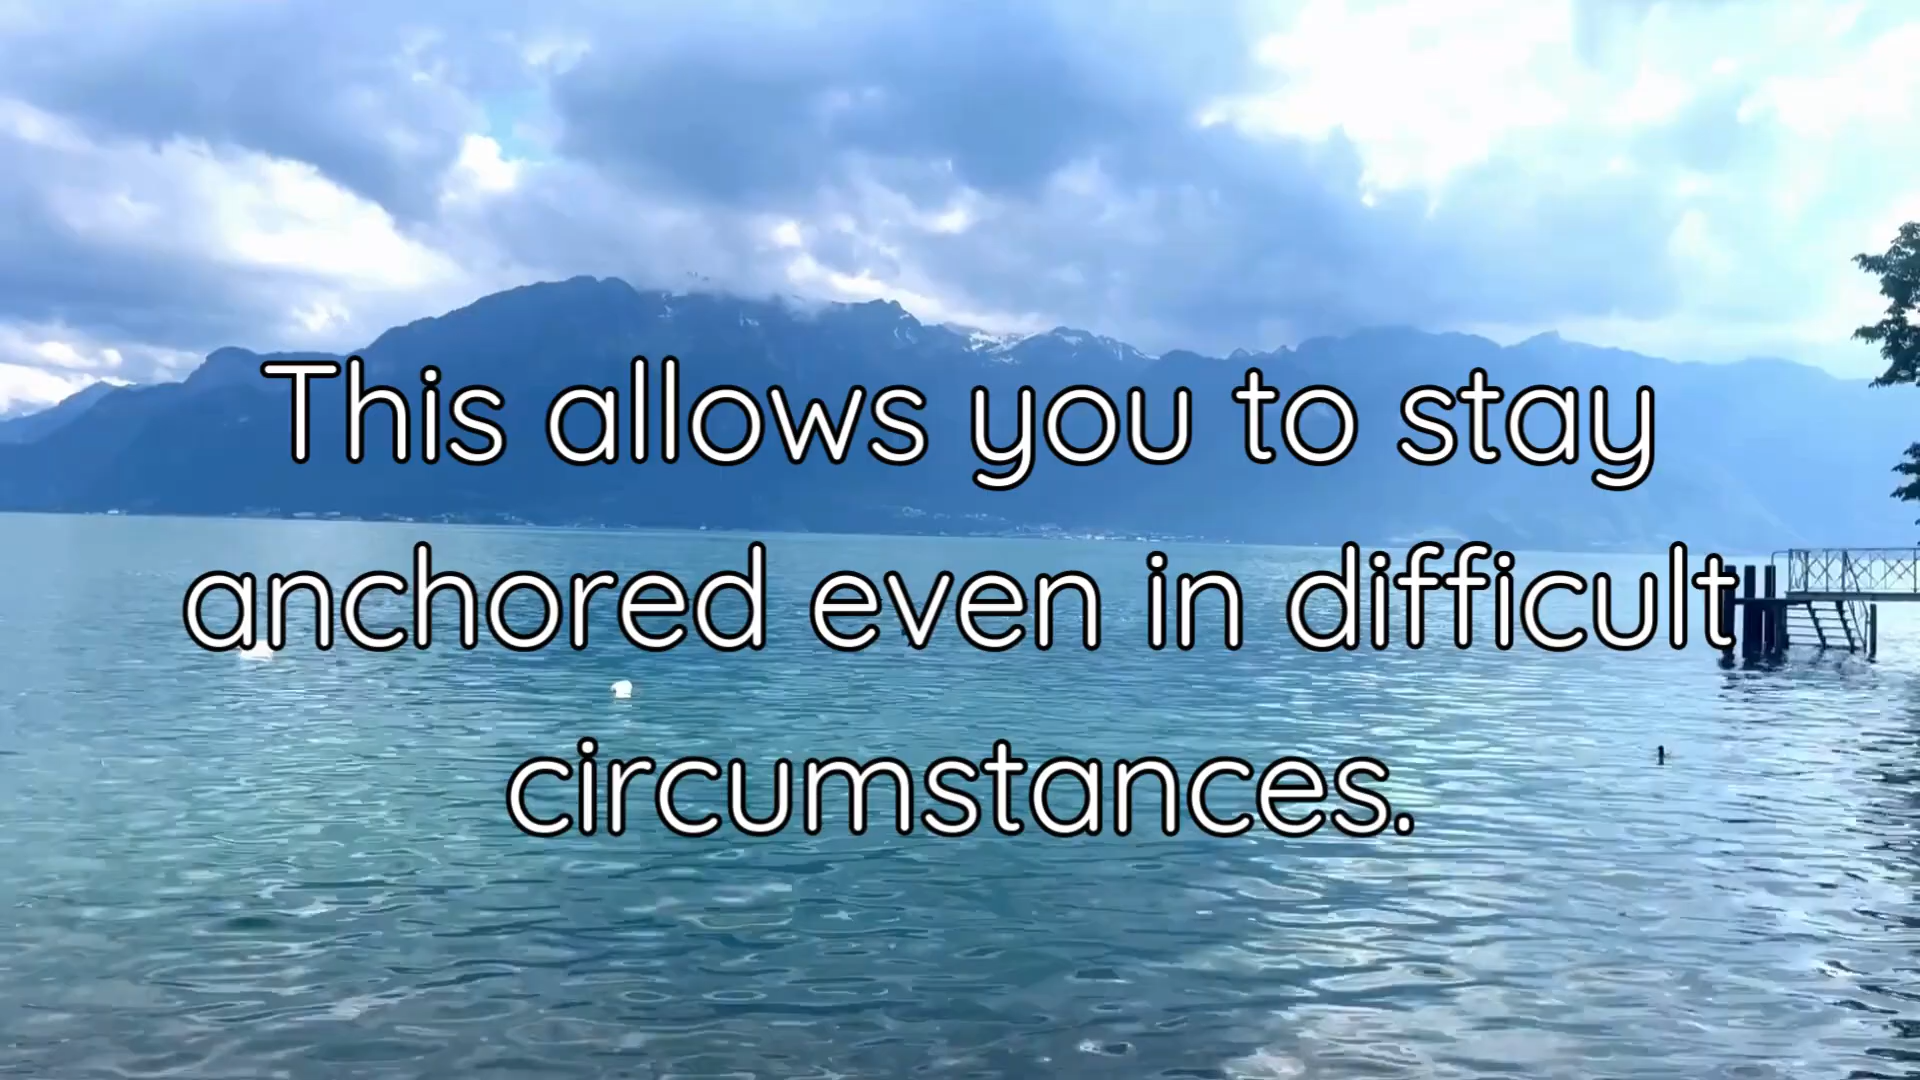 This allows you to stay
anchored even in difficult
circumstances.